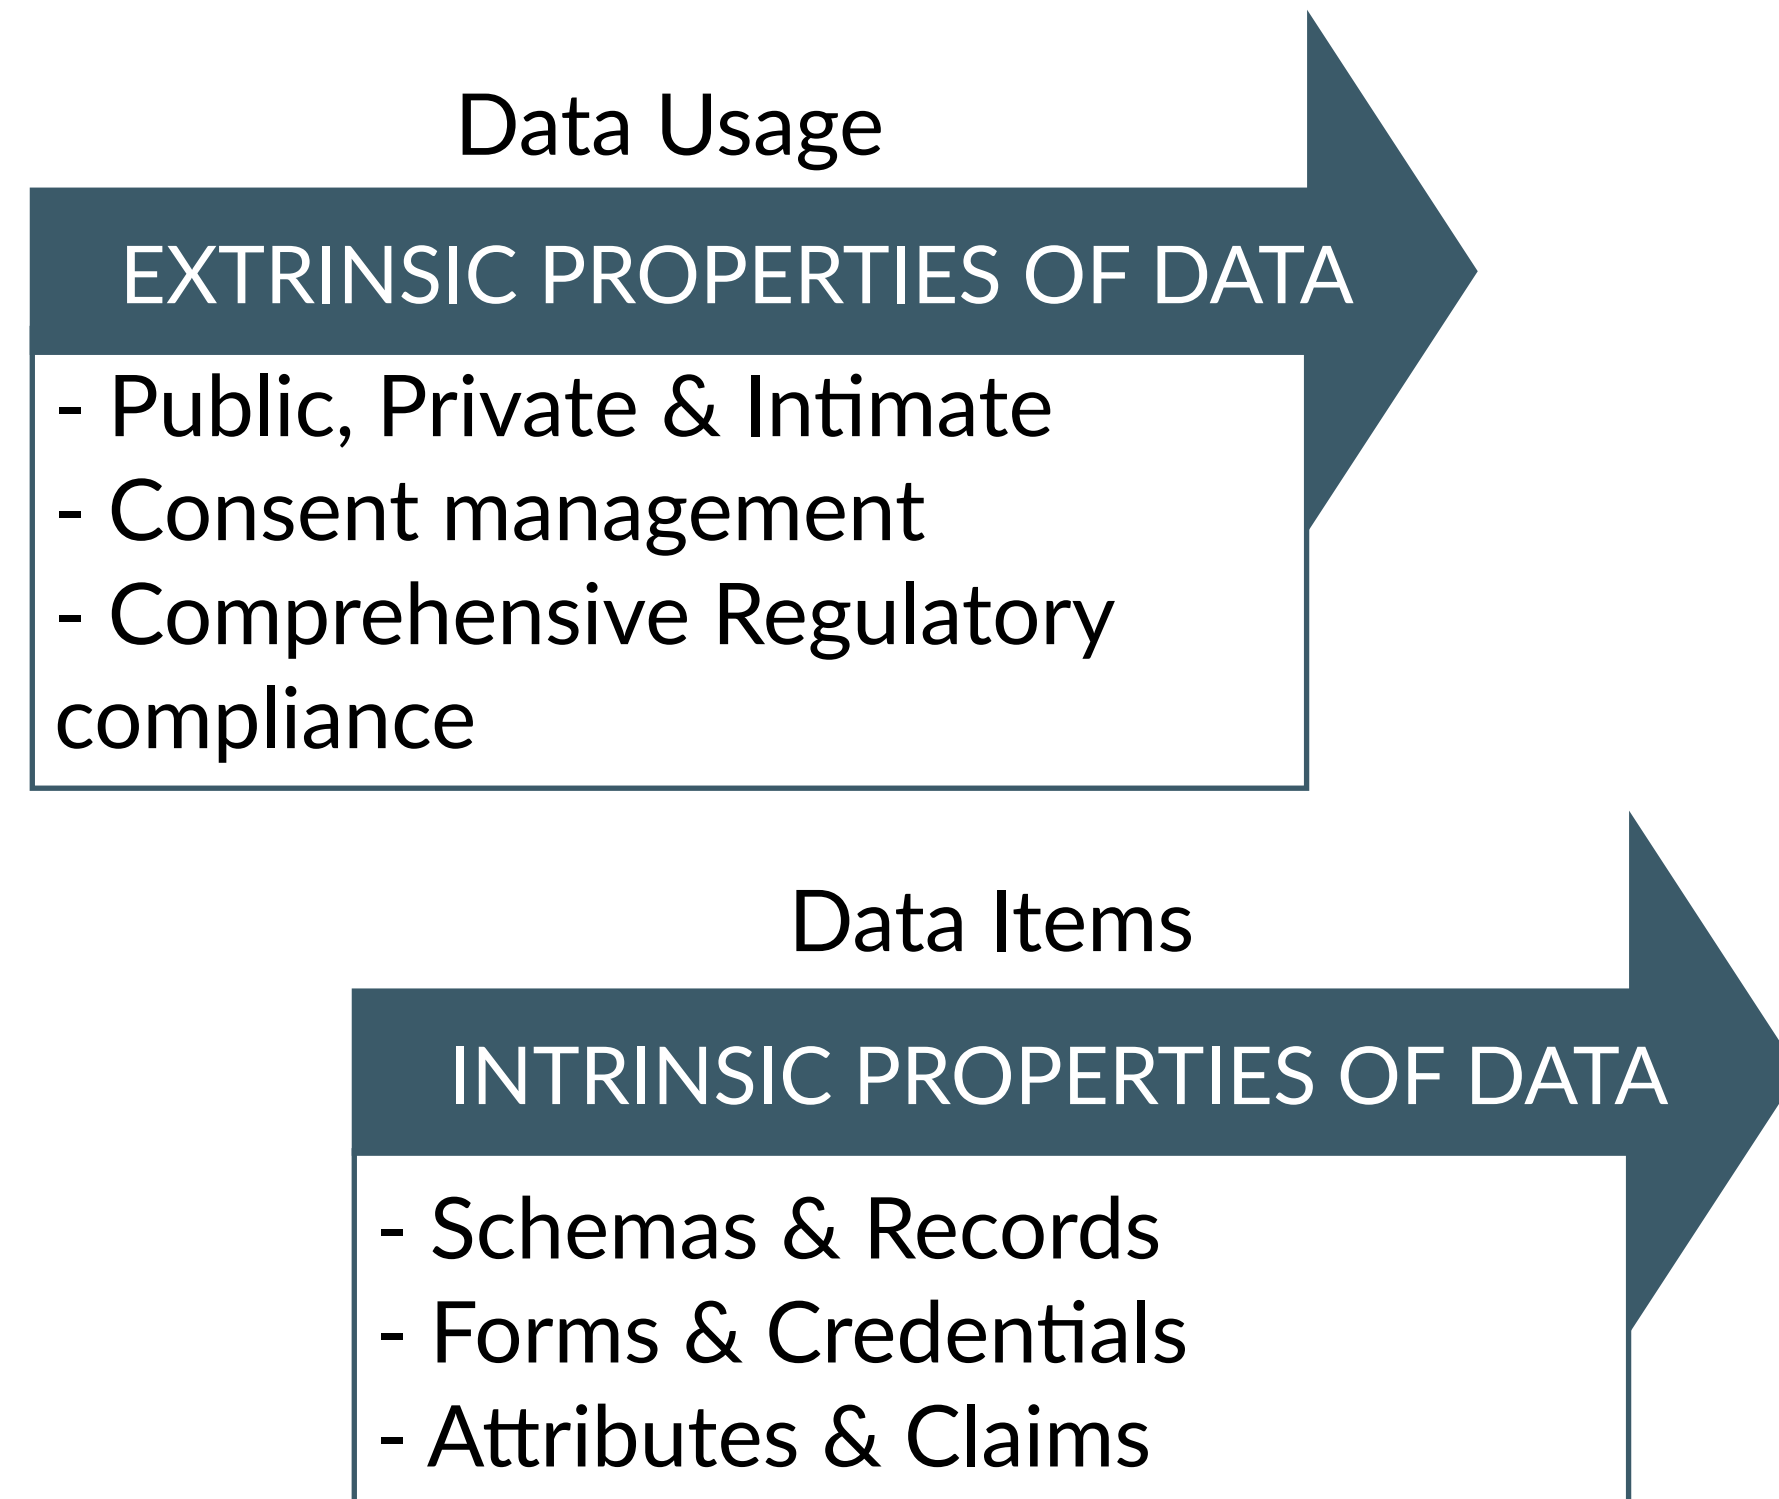 Data Usage
EXTRINSIC PROPERTIES OF DATA
- Public, Private & Intimate
- Consent management
- Comprehensive Regulatory
compliance
Data Items
INTRINSIC PROPERTIES OF DATA
- Schemas & Records
- Forms & Credentials
- Attributes & Claims